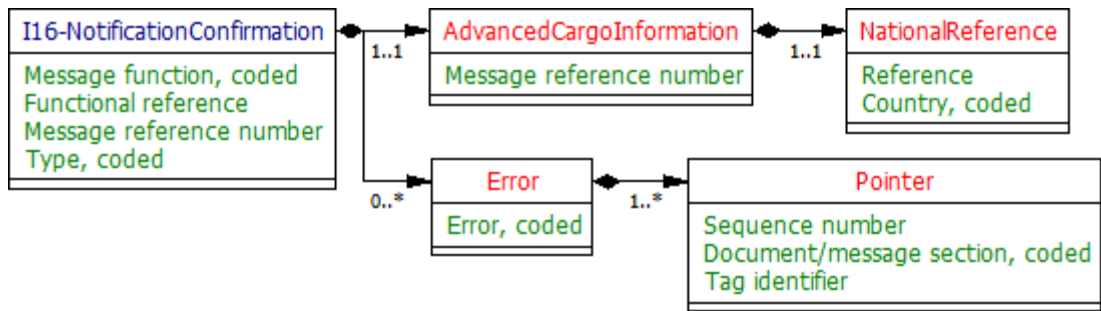 I16-NotificationConfirmation
Message function, coded
Functional reference
Message reference number
Type, coded
1..1
AdvancedCargoInformation
Message reference number
1..1
NationalReference
Reference
Country, coded
0..*
Error
Error, coded
1..*
Pointer
Sequence number
Document/message section, coded
Tag identifier